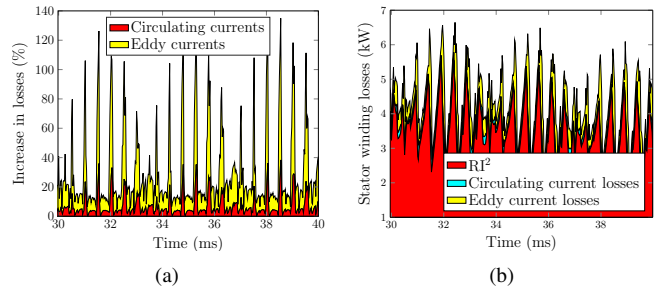 140
120
100
80
60
40
20
0
Increase in losses (%)
Circulating currents
Eddy currents
30 32 34 36 38 40
Time (ms)
(a)
7
6
5
4
3
2
1
Stator winding losses (kW)
RI²
Circulating current losses
Eddy current losses
30 32 34 36 38
Time (ms)
(b)